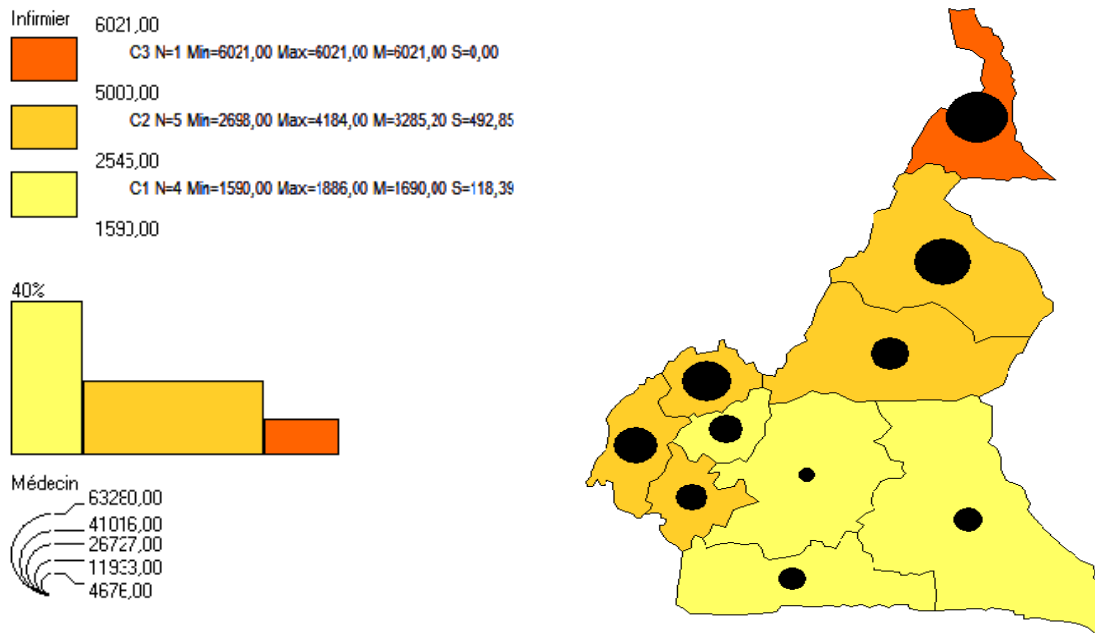 Infirmier
6021,00
C3 N=1 Min=6021,00 Max=6021,00 M=6021,00 S=0,00
5000,00
C2 N=5 Min=2698,00 Max=4184,00 M=3285,20 S=492,85
2545,00
C1 N=4 Min=1590,00 Max=1886,00 M=1690,00 S=118,39
1590,00
40%
Médecin
63280,00
41016,00
26727,00
11933,00
4676,00